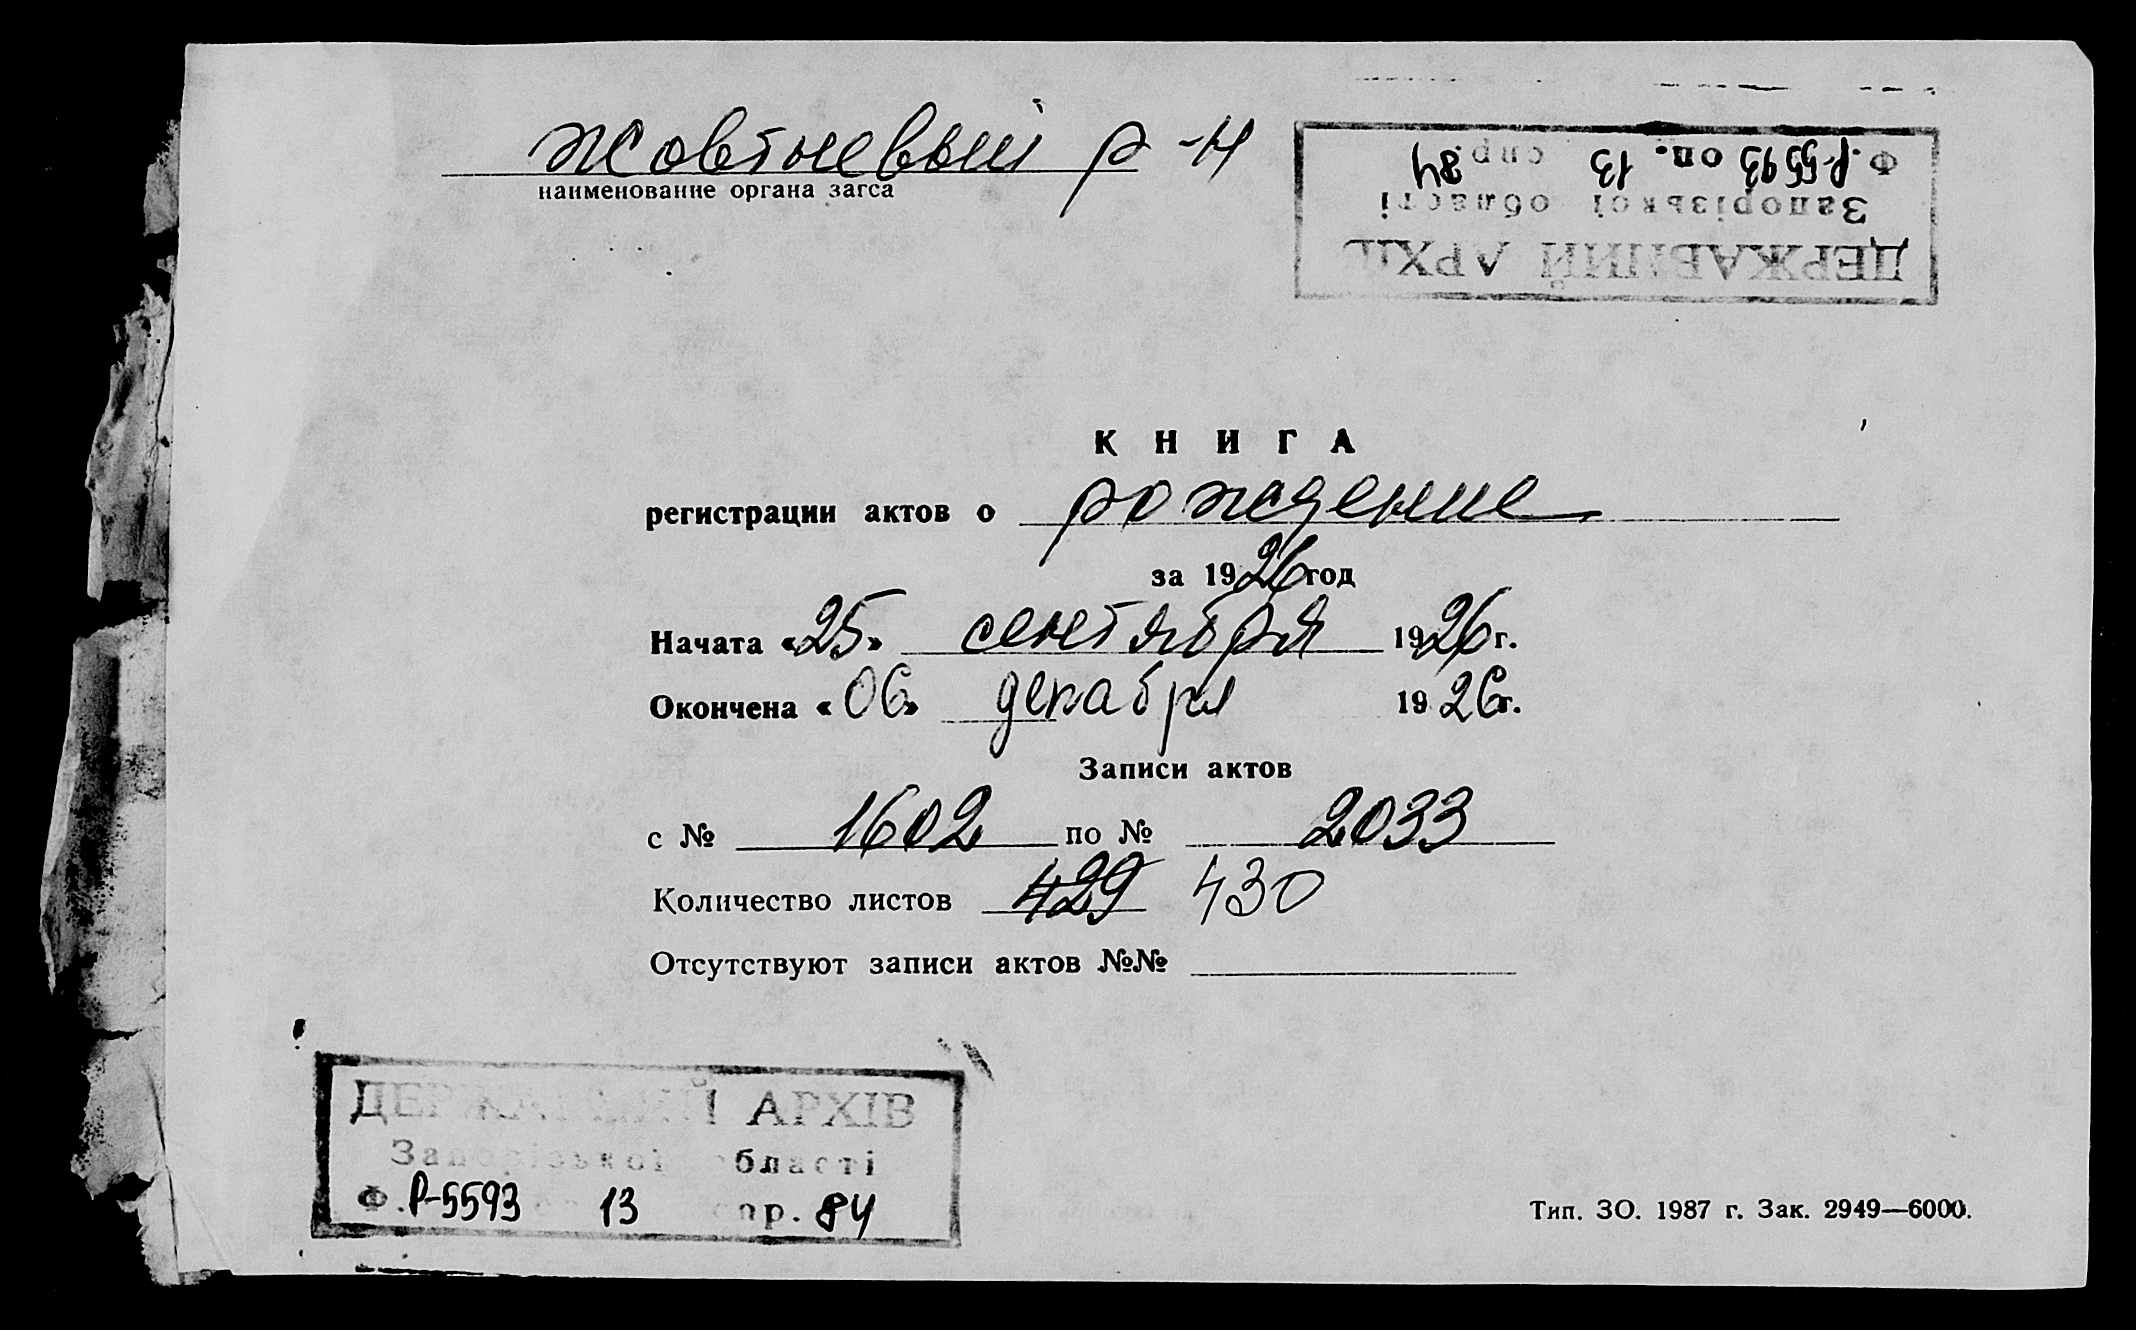 Жовтневый р-н
наименование органа загса
ДЕРЖАВНИЙ АРХІВ
Запорізької області
Ф. Р-5593 оп. 13 спр. 84
КНИГА
регистрации актов о рождение
за 1926 год
Начата «25» сентября 1926 г.
Окончена «06» декабря 1926 г.
Записи актов
с № 1602 по № 2033
Количество листов 429 430
Отсутствуют записи актов №№
ДЕРЖАВНИЙ АРХІВ
Запорізької області
Ф. Р-5593 13 спр. 84
Тип. ЗО. 1987 г. Зак. 2949—6000.